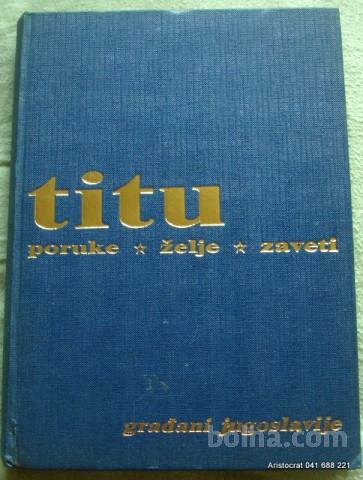 titu
poruke ☆ želje ☆ zaveti
građani jugoslavije
bolha.com
Aristocrat 041 688 221